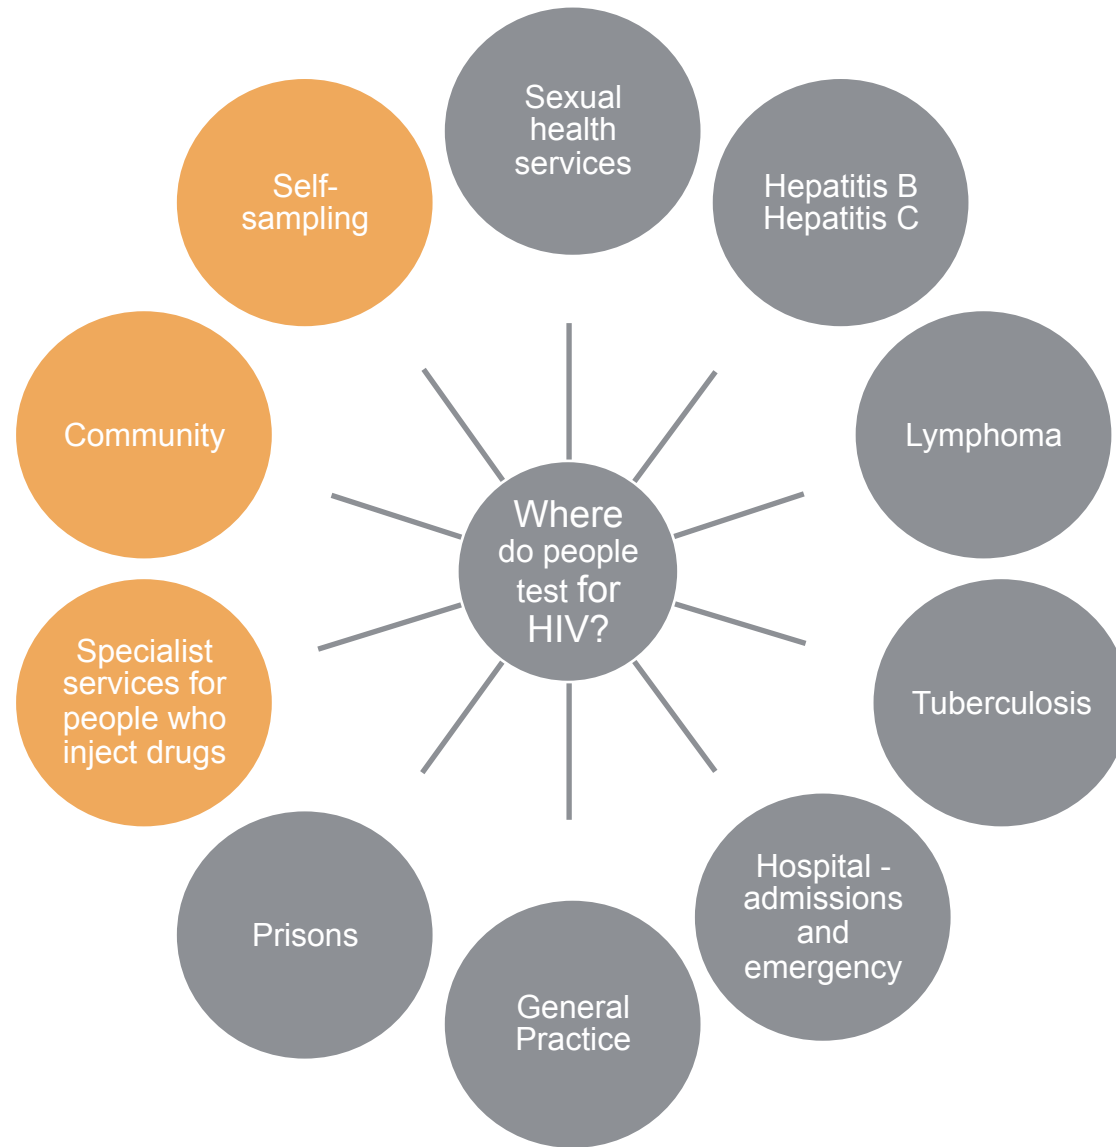 Sexual
health
services
Hepatitis B
Hepatitis C
Lymphoma
Tuberculosis
Hospital -
admissions
and
emergency
General
Practice
Prisons
Specialist
services for
people who
inject drugs
Community
Self-
sampling
Where
do people
test for
HIV?